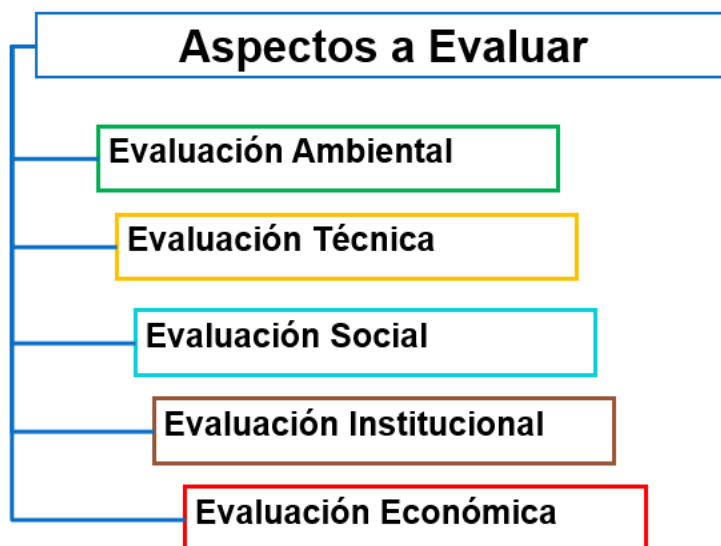 Aspectos a Evaluar
Evaluación Ambiental
Evaluación Técnica
Evaluación Social
Evaluación Institucional
Evaluación Económica